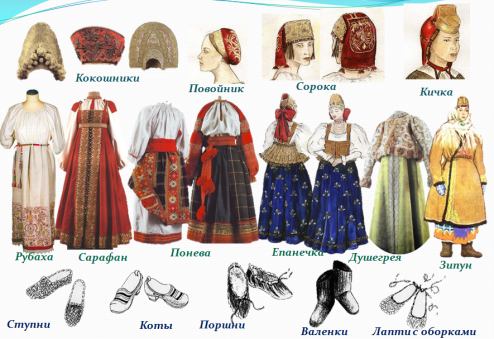 Кокошники
Повойник
Сорока
Кичка
Рубаха
Сарафан
Понева
Епанечка
Душегрея
Зипун
Ступни
Коты
Поршни
Валенки
Лапти с оборками